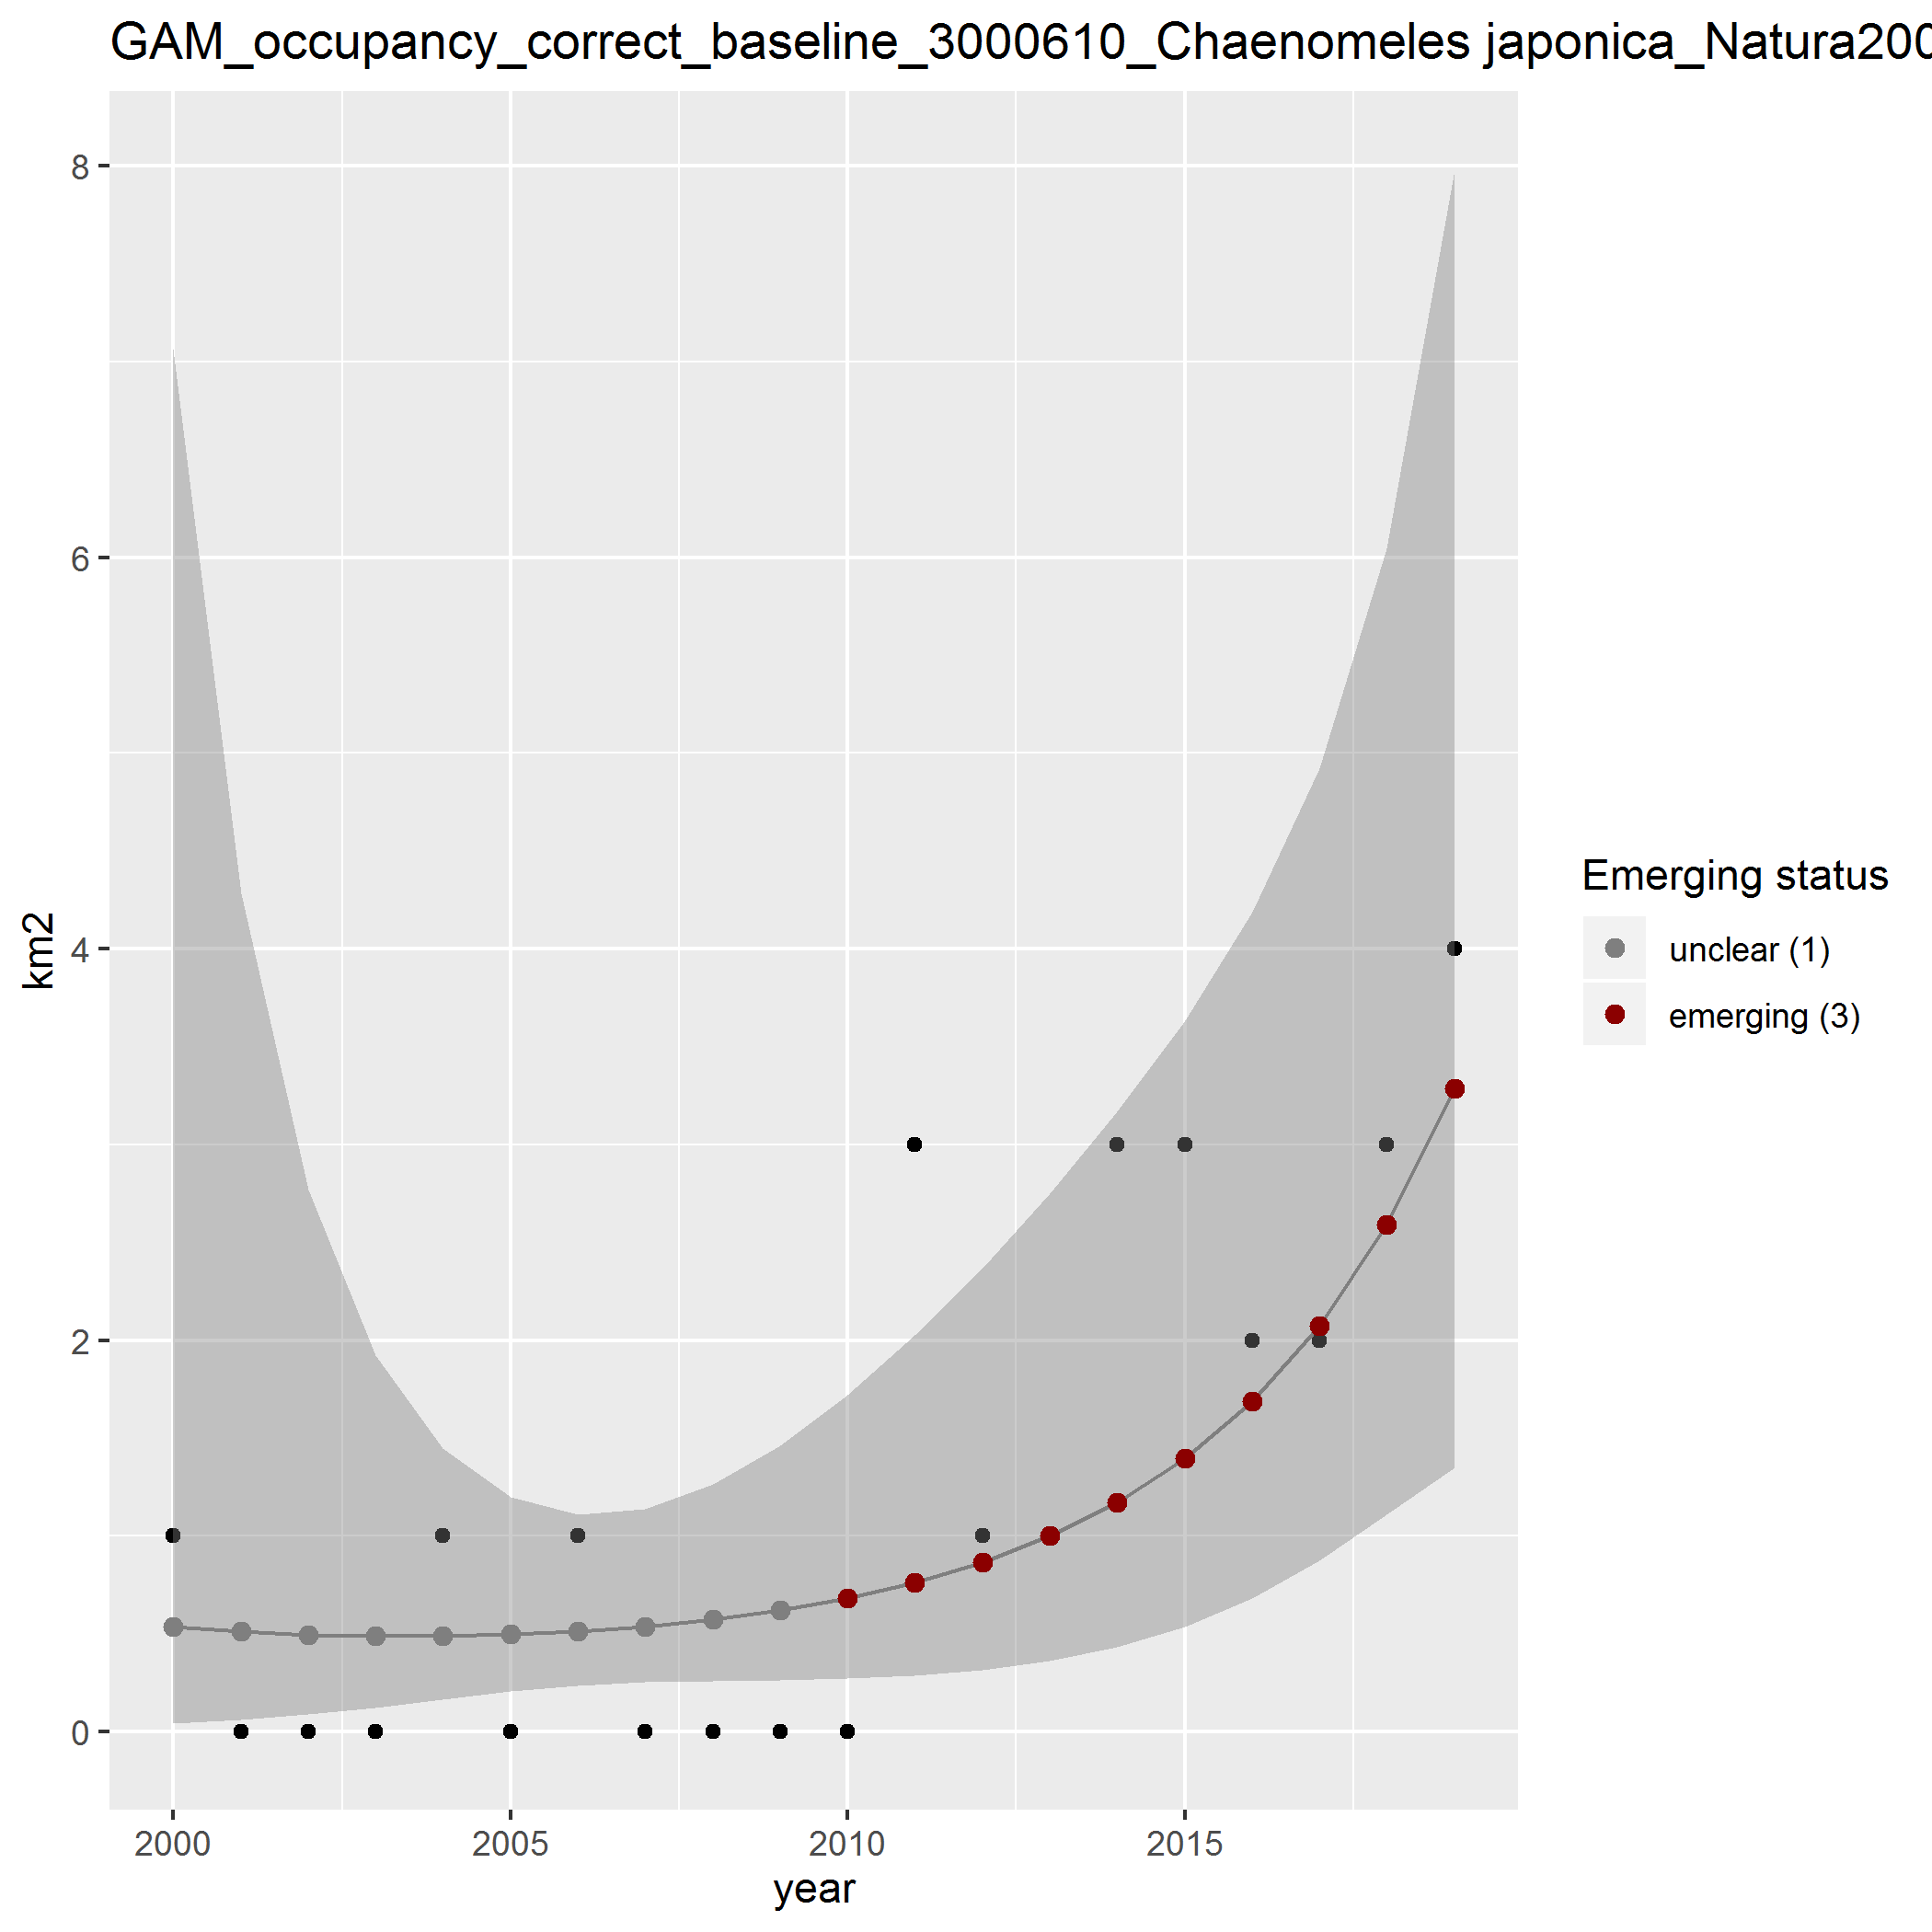 GAM_occupancy_correct_baseline_3000610_Chaenomeles japonica_Natura200
8
6
4
2
0
km2
2000
2005
2010
2015
year
Emerging status
unclear (1)
emerging (3)